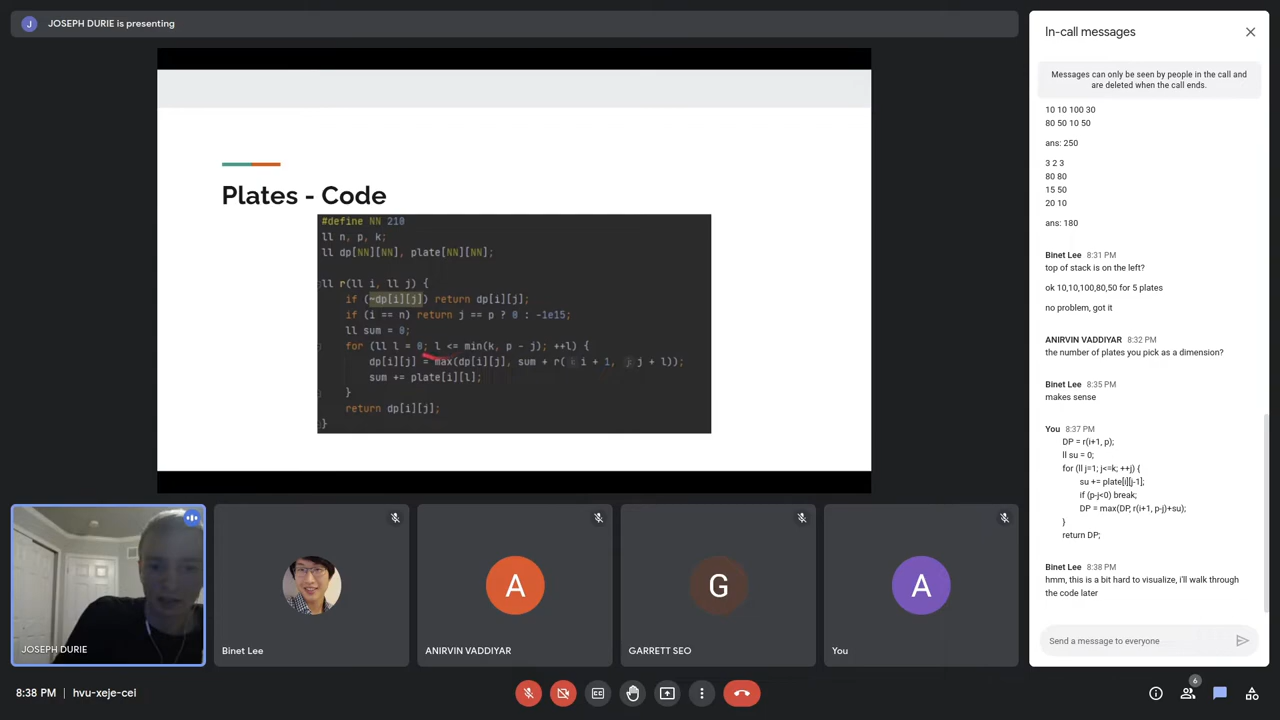 J
JOSEPH DURIE is presenting
Plates - Code
#define NN 210
ll n, p, k;
ll dp[NN][NN], plate[NN][NN];
ll r(ll i, ll j) {
if (~dp[i][j]) return dp[i][j];
if (i == n) return j == p ? 0 : -1e15;
ll sum = 0;
for (ll l = 0; l <= min(k, p - j); ++l) {
dp[i][j] = max(dp[i][j], sum + r( i: i + 1, j: j + l));
sum += plate[i][l];
}
return dp[i][j];
}
JOSEPH DURIE
Binet Lee
A
ANIRVIN VADDIYAR
G
GARRETT SEO
A
You
8:38 PM | hvu-xeje-cei
In-call messages
Messages can only be seen by people in the call and
are deleted when the call ends.
10 10 100 30
80 50 10 50
ans: 250
3 2 3
80 80
15 50
20 10
ans: 180
Binet Lee 8:31 PM
top of stack is on the left?
ok 10,10,100,80,50 for 5 plates
no problem, got it
ANIRVIN VADDIYAR 8:32 PM
the number of plates you pick as a dimension?
Binet Lee 8:35 PM
makes sense
You 8:37 PM
DP = r(i+1, p);
ll su = 0;
for (ll j=1; j<=k; ++j) {
su += plate[i][j-1];
if (p-j<0) break;
DP = max(DP, r(i+1, p-j)+su);
}
return DP;
Binet Lee 8:38 PM
hmm, this is a bit hard to visualize, i'll walk through
the code later
Send a message to everyone
6